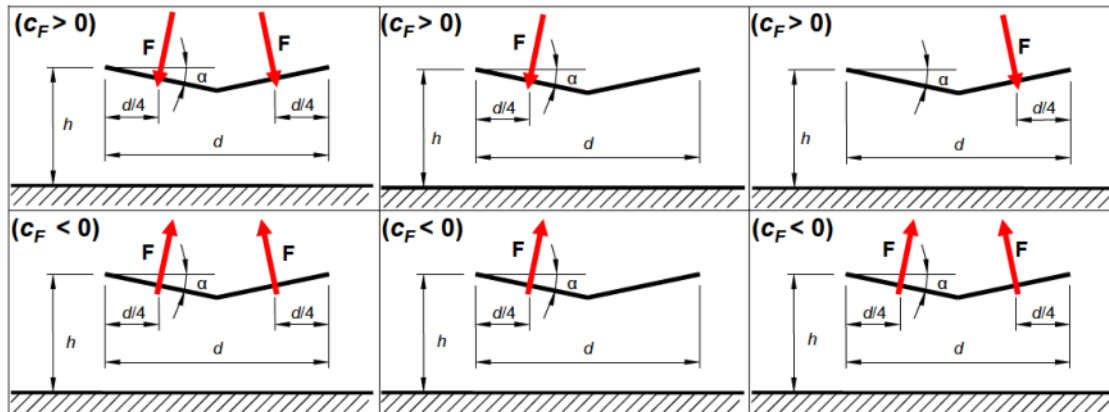 (cF > 0)
F
α
d/4
d/4
h
d
(cF > 0)
F
α
d/4
h
d
(cF > 0)
F
α
d/4
h
d
(cF < 0)
F
F
α
d/4
d/4
h
d
(cF < 0)
F
α
d/4
h
d
(cF < 0)
F
F
α
d/4
d/4
h
d